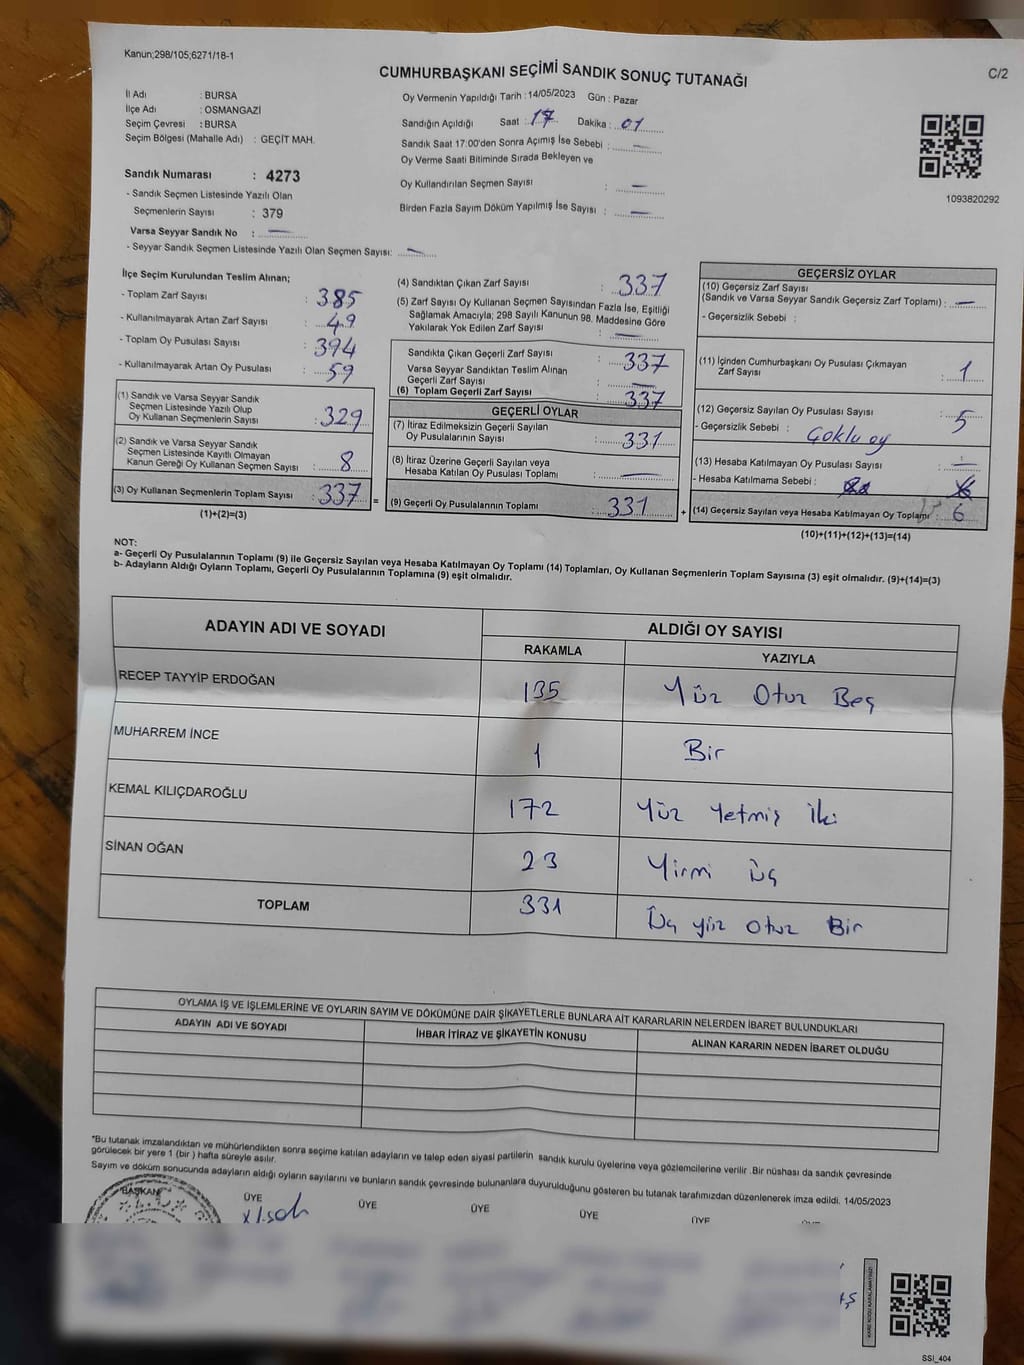 Kanun;298/105;6271/18-1
CUMHURBAŞKANI SEÇİMİ SANDIK SONUÇ TUTANAĞI
C/2
İl Adı : BURSA
İlçe Adı : OSMANGAZİ
Seçim Çevresi : BURSA
Seçim Bölgesi (Mahalle Adı) : GEÇİT MAH.
Oy Vermenin Yapıldığı Tarih : 14/05/2023 Gün : Pazar
Sandığın Açıldığı Saat : 17 Dakika : 01
Sandık Saat 17:00'den Sonra Açımış İse Sebebi : —
Oy Verme Saati Bitiminde Sırada Bekleyen ve
Oy Kullandırılan Seçmen Sayısı : —
Birden Fazla Sayım Döküm Yapılmış İse Sayısı : —
1093820292
Sandık Numarası : 4273
- Sandık Seçmen Listesinde Yazılı Olan
Seçmenlerin Sayısı : 379
Varsa Seyyar Sandık No : —
- Seyyar Sandık Seçmen Listesinde Yazılı Olan Seçmen Sayısı: —
İlçe Seçim Kurulundan Teslim Alınan;
- Toplam Zarf Sayısı : 385
- Kullanılmayarak Artan Zarf Sayısı : 49
- Toplam Oy Pusulası Sayısı : 394
- Kullanılmayarak Artan Oy Pusulası : 59
(1) Sandık ve Varsa Seyyar Sandık
Seçmen Listesinde Yazılı Olup
Oy Kullanan Seçmenlerin Sayısı : 329
(2) Sandık ve Varsa Seyyar Sandık
Seçmen Listesinde Kayıtlı Olmayan
Kanun Gereği Oy Kullanan Seçmen Sayısı : 8
(3) Oy Kullanan Seçmenlerin Toplam Sayısı : 337 =
(1)+(2)=(3)
(4) Sandıktan Çıkan Zarf Sayısı : 337
(5) Zarf Sayısı Oy Kullanan Seçmen Sayısından Fazla İse, Eşitliği
Sağlamak Amacıyla; 298 Sayılı Kanunun 98. Maddesine Göre
Yakılarak Yok Edilen Zarf Sayısı : —
Sandıkta Çıkan Geçerli Zarf Sayısı : 337
Varsa Seyyar Sandıktan Teslim Alınan
Geçerli Zarf Sayısı : —
(6) Toplam Geçerli Zarf Sayısı : 337
GEÇERLİ OYLAR
(7) İtiraz Edilmeksizin Geçerli Sayılan
Oy Pusulalarının Sayısı : 331
(8) İtiraz Üzerine Geçerli Sayılan veya
Hesaba Katılan Oy Pusulası Toplamı : —
(9) Geçerli Oy Pusulalarının Toplamı : 331 +
GEÇERSİZ OYLAR
(10) Geçersiz Zarf Sayısı
(Sandık ve Varsa Seyyar Sandık Geçersiz Zarf Toplamı) : —
- Geçersizlik Sebebi :
(11) İçinden Cumhurbaşkanı Oy Pusulası Çıkmayan
Zarf Sayısı : 1
(12) Geçersiz Sayılan Oy Pusulası Sayısı : 5
- Geçersizlik Sebebi : Çoklu oy
(13) Hesaba Katılmayan Oy Pusulası Sayısı : —
- Hesaba Katılmama Sebebi :
(14) Geçersiz Sayılan veya Hesaba Katılmayan Oy Toplamı : 6
(10)+(11)+(12)+(13)=(14)
NOT:
a- Geçerli Oy Pusulalarının Toplamı (9) ile Geçersiz Sayılan veya Hesaba Katılmayan Oy Toplamı (14) Toplamları, Oy Kullanan Seçmenlerin Toplam Sayısına (3) eşit olmalıdır. (9)+(14)=(3)
b- Adayların Aldığı Oyların Toplamı, Geçerli Oy Pusulalarının Toplamına (9) eşit olmalıdır.
ADAYIN ADI VE SOYADI ALDIĞI OY SAYISI
RAKAMLA YAZIYLA
RECEP TAYYİP ERDOĞAN 135 Yüz Otuz Beş
MUHARREM İNCE 1 Bir
KEMAL KILIÇDAROĞLU 172 Yüz Yetmiş İki
SİNAN OĞAN 23 Yirmi Üç
TOPLAM 331 Üç yüz Otuz Bir
OYLAMA İŞ VE İŞLEMLERİNE VE OYLARIN SAYIM VE DÖKÜMÜNE DAİR ŞİKAYETLERLE BUNLARA AİT KARARLARIN NELERDEN İBARET BULUNDUKLARI
ADAYIN ADI VE SOYADI İHBAR İTİRAZ VE ŞİKAYETİN KONUSU ALINAN KARARIN NEDEN İBARET OLDUĞU
*Bu tutanak imzalandıktan ve mühürlendikten sonra seçime katılan adayların ve talep eden siyasi partilerin sandık kurulu üyelerine veya gözlemcilerine verilir .Bir nüshası da sandık çevresinde
görülecek bir yere 1 (bir ) hafta süreyle asılır.
Sayım ve döküm sonucunda adayların aldığı oyların sayılarını ve bunların sandık çevresinde bulunanlara duyurulduğunu gösteren bu tutanak tarafımızdan düzenlenerek imza edildi. 14/05/2023
BAŞKAN ÜYE ÜYE ÜYE ÜYE ÜYE ÜYE
SSI_404